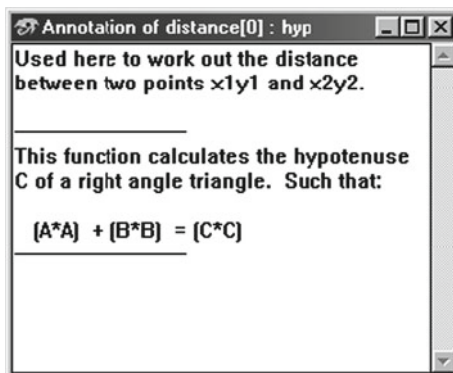 Annotation of distance[0] : hyp
Used here to work out the distance
between two points x1y1 and x2y2.
This function calculates the hypotenuse
C of a right angle triangle. Such that:
(A*A) + (B*B) = (C*C)